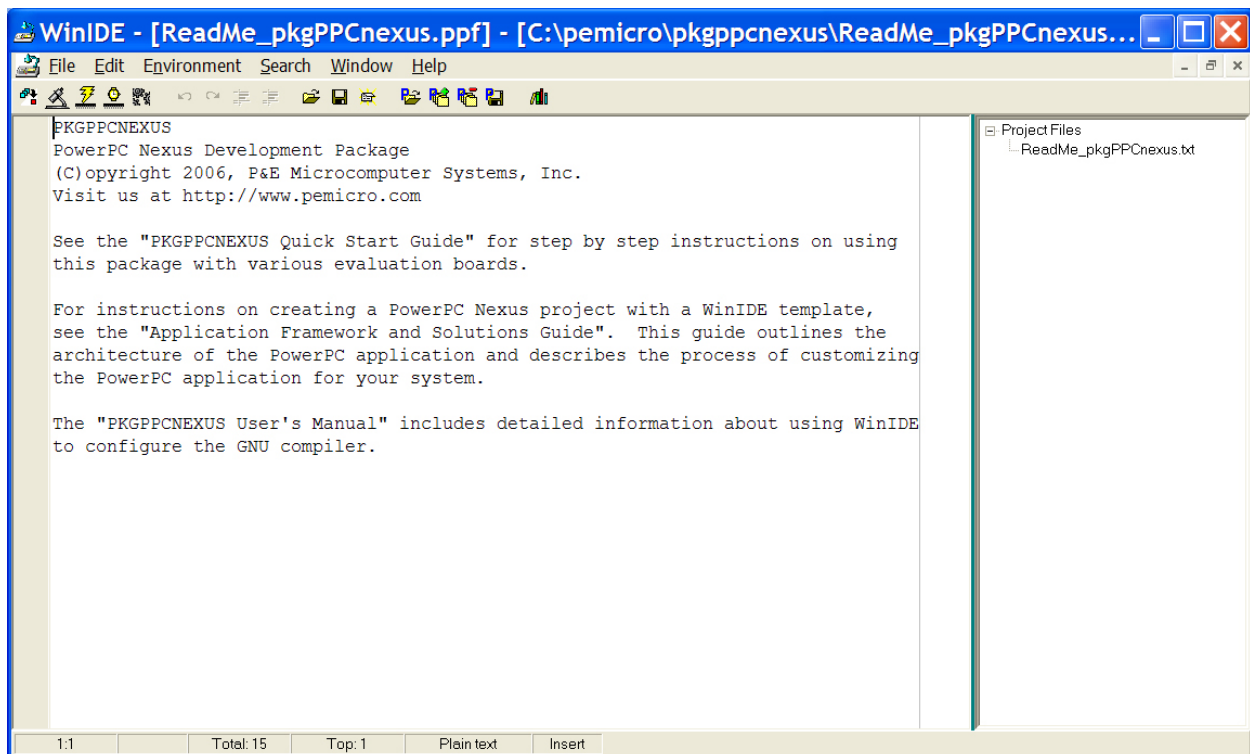 WinIDE - [ReadMe_pkgPPCnexus.ppf] - [C:\pemicro\pkgppcnexus\ReadMe_pkgPPCnexus...
File Edit Environment Search Window Help
PKGPPCNEXUS
PowerPC Nexus Development Package
(C)opyright 2006, P&E Microcomputer Systems, Inc.
Visit us at http://www.pemicro.com
See the "PKGPPCNEXUS Quick Start Guide" for step by step instructions on using
this package with various evaluation boards.
For instructions on creating a PowerPC Nexus project with a WinIDE template,
see the "Application Framework and Solutions Guide".  This guide outlines the
architecture of the PowerPC application and describes the process of customizing
the PowerPC application for your system.
The "PKGPPCNEXUS User's Manual" includes detailed information about using WinIDE
to configure the GNU compiler.
Project Files
ReadMe_pkgPPCnexus.txt
1:1 Total: 15 Top: 1 Plain text Insert